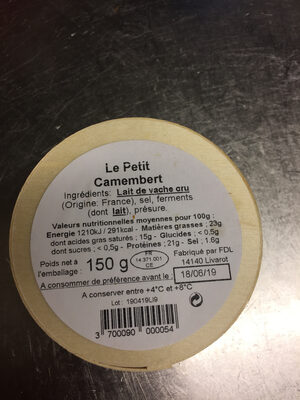 Le Petit
Camembert
Ingrédients: Lait de vache cru
(Origine: France), sel, ferments
(dont lait), présure.
Valeurs nutritionnelles moyennes pour 100g:
Energie 1210kJ / 291kcal - Matières grasses : 23g
dont acides gras saturés : 15g - Glucides : < 0,5g
dont sucres : < 0,5g - Protéines : 21g - Sel : 1,6g
Poids net à
l'emballage :
150 g
FR
14.371.001
CE
Fabriqué par FDL
14140 Livarot
A consommer de préférence avant le :
18/06/19
A conserver entre +4°C et +8°C
Lot : 190419LI9
3 700090 000054